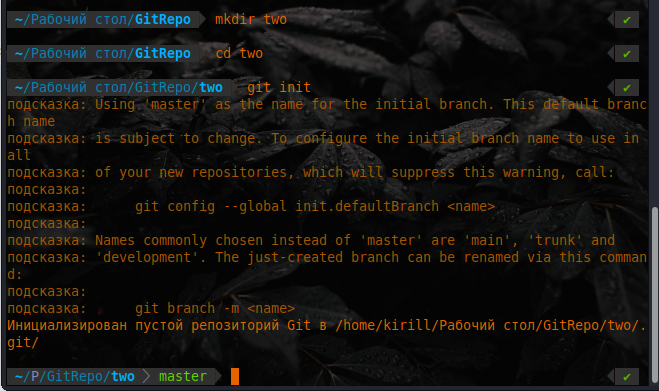 ~/Рабочий стол/GitRepo mkdir two ✔
~/Рабочий стол/GitRepo cd two ✔
~/Рабочий стол/GitRepo/two git init ✔
подсказка: Using 'master' as the name for the initial branch. This default branc
h name
подсказка: is subject to change. To configure the initial branch name to use in
all
подсказка: of your new repositories, which will suppress this warning, call:
подсказка:
подсказка: git config --global init.defaultBranch <name>
подсказка:
подсказка: Names commonly chosen instead of 'master' are 'main', 'trunk' and
подсказка: 'development'. The just-created branch can be renamed via this comman
d:
подсказка:
подсказка: git branch -m <name>
Инициализирован пустой репозиторий Git в /home/kirill/Рабочий стол/GitRepo/two/.
git/
~/Р/GitRepo/two master ✔